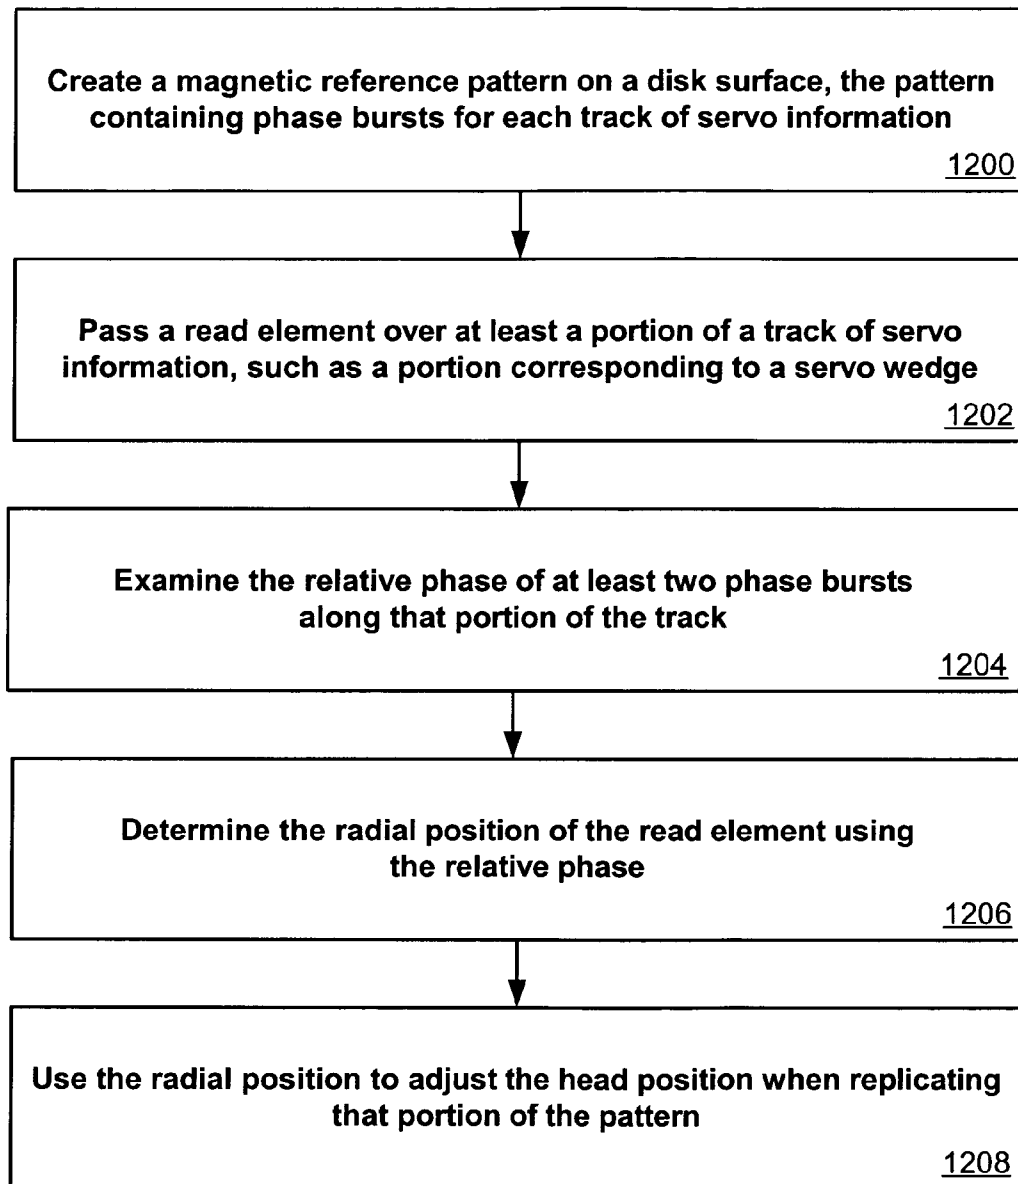 Create a magnetic reference pattern on a disk surface, the pattern
containing phase bursts for each track of servo information
1200
Pass a read element over at least a portion of a track of servo
information, such as a portion corresponding to a servo wedge
1202
Examine the relative phase of at least two phase bursts
along that portion of the track
1204
Determine the radial position of the read element using
the relative phase
1206
Use the radial position to adjust the head position when replicating
that portion of the pattern
1208